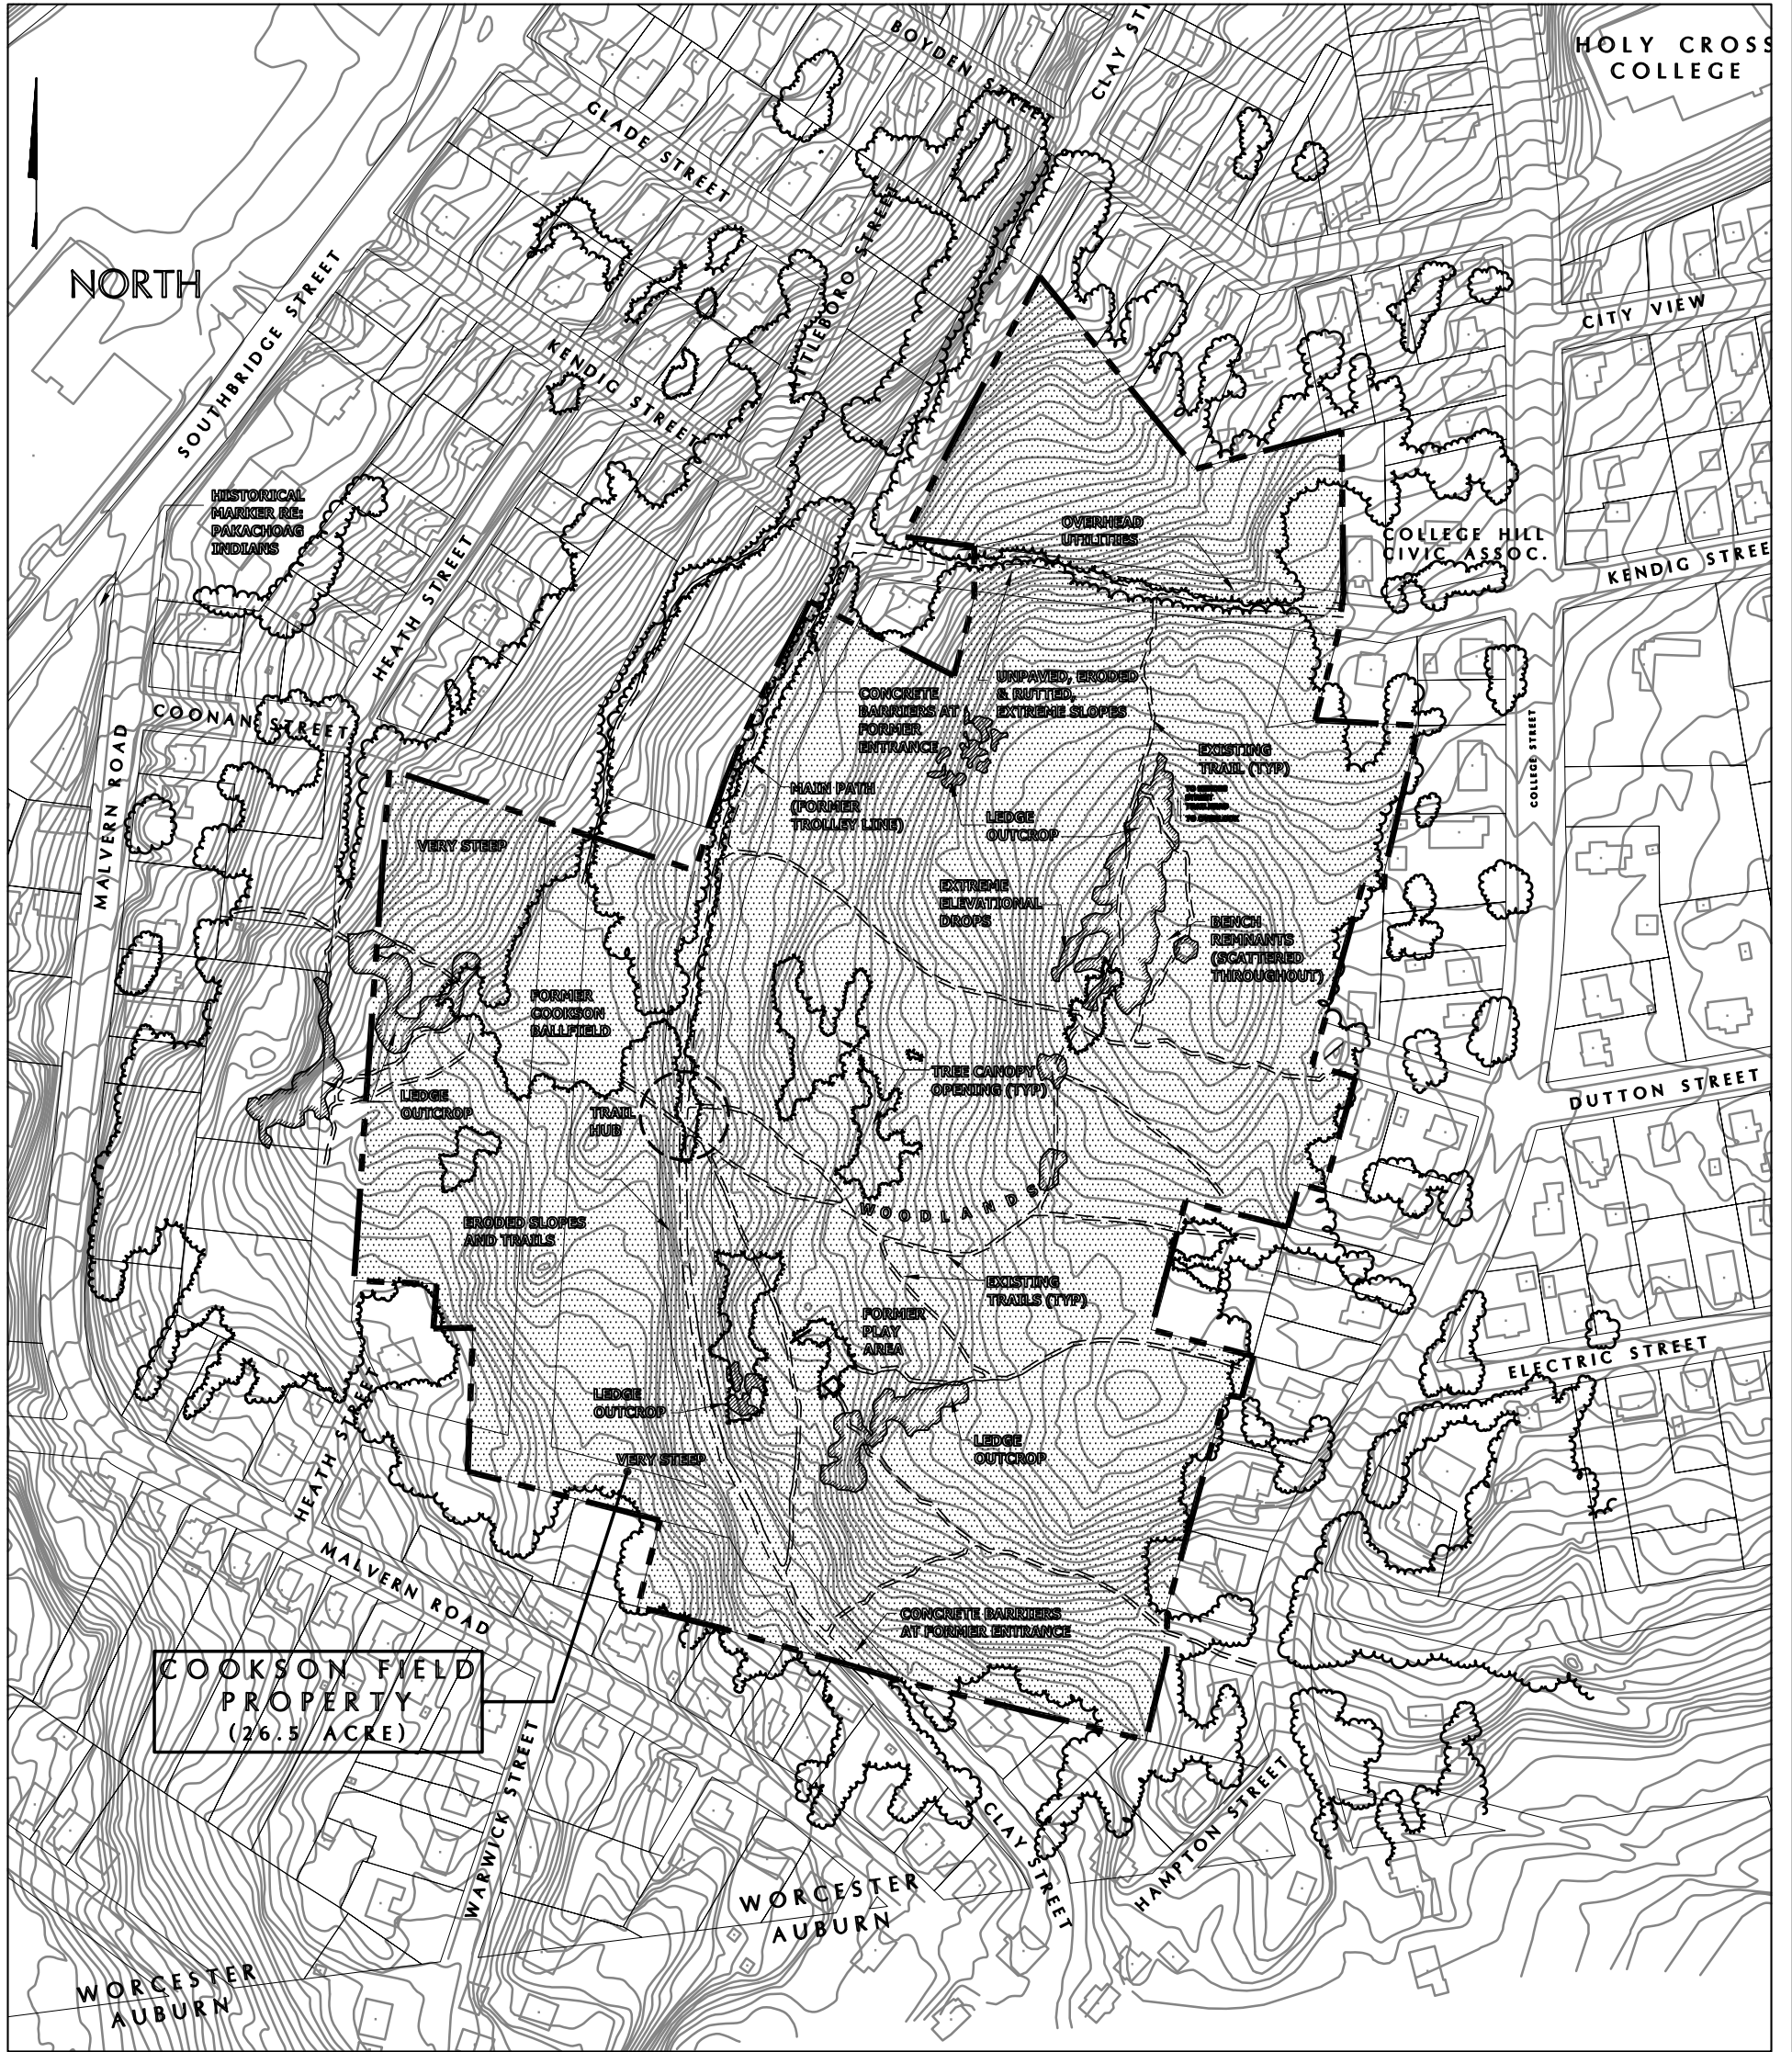 BOYDEN STREET
CLAY ST
HOLY CROSS
COLLEGE
GLADE STREET
NORTH
SOUTHBRIDGE STREET
ATTLEBORO STREET
KENDIG STREET
CITY VIEW
HISTORICAL
MARKER RE:
PAKACHOAG
INDIANS
OVERHEAD
UTILITIES
COLLEGE HILL
CIVIC ASSOC.
KENDIG STREE
HEATH STREET
MALVERN ROAD
COONAN STREET
CONCRETE
BARRIERS AT
FORMER
ENTRANCE
UNPAVED, ERODED
& RUTTED,
EXTREME SLOPES
EXISTING
TRAIL (TYP)
COLLEGE STREET
MAIN PATH
(FORMER
TROLLEY LINE)
LEDGE
OUTCROP
VERY STEEP
EXTREME
ELEVATIONAL
DROPS
BENCH
REMNANTS
(SCATTERED
THROUGHOUT)
FORMER
COOKSON
BALLFIELD
TREE CANOPY
OPENING (TYP)
LEDGE
OUTCROP
TRAIL
HUB
DUTTON STREET
WOODLANDS
ERODED SLOPES
AND TRAILS
EXISTING
TRAILS (TYP)
FORMER
PLAY
AREA
ELECTRIC STREET
LEDGE
OUTCROP
LEDGE
OUTCROP
VERY STEEP
HEATH STREET
MALVERN ROAD
CONCRETE BARRIERS
AT FORMER ENTRANCE
COOKSON FIELD
PROPERTY
(26.5 ACRE)
WARWICK STREET
CLAY STREET
HAMPTON STREET
WORCESTER
AUBURN
WORCESTER
AUBURN